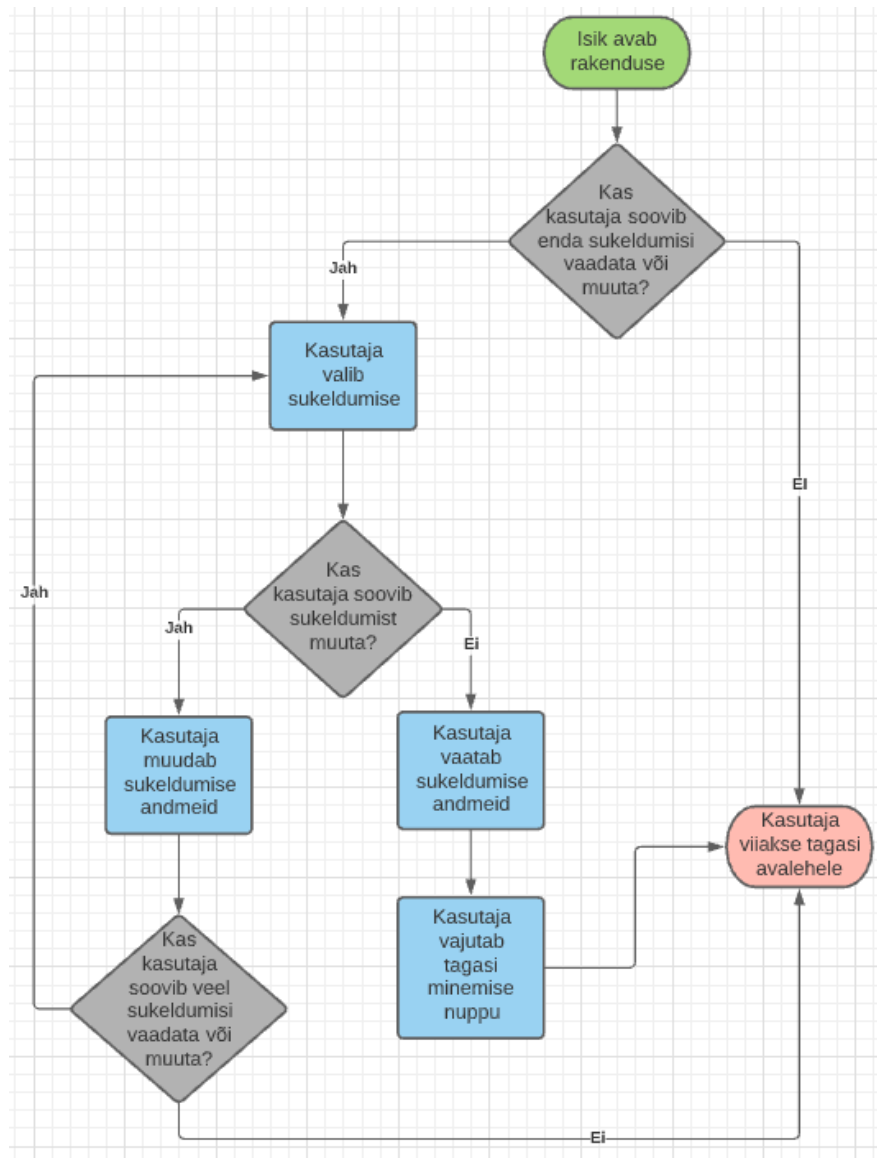 Isik avab
rakenduse
Kas
kasutaja soovib
enda sukeldumisi
vaadata või
muuta?
Jah
Kasutaja
valib
sukeldumise
EI
Kas
kasutaja soovib
sukeldumist
muuta?
Jah
Jah
Ei
Kasutaja
muudab
sukeldumise
andmeid
Kasutaja
vaatab
sukeldumise
andmeid
Kasutaja
viiakse tagasi
avalehele
Kasutaja
vajutab
tagasi
minemise
nuppu
Kas
kasutaja
soovib veel
sukeldumisi
vaadata või
muuta?
Ei